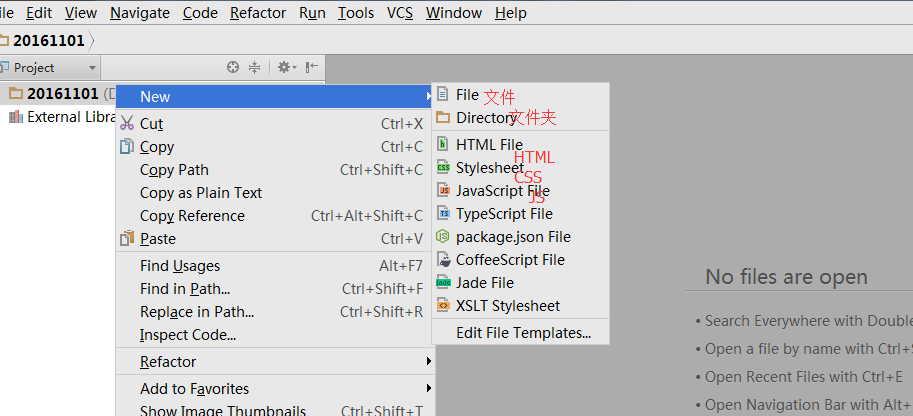 ile Edit View Navigate Code Refactor Run Tools VCS Window Help
20161101
Project
20161101 (D
External Libra
New
Cut Ctrl+X
Copy Ctrl+C
Copy Path Ctrl+Shift+C
Copy as Plain Text
Copy Reference Ctrl+Alt+Shift+C
Paste Ctrl+V
Find Usages Alt+F7
Find in Path... Ctrl+Shift+F
Replace in Path... Ctrl+Shift+R
Inspect Code...
Refactor
Add to Favorites
Show Image Thumbnails Ctrl+Shift+T
File 文件
Directory 文件夹
HTML File
HTML
Stylesheet
CSS
JavaScript File
JS
TypeScript File
package.json File
CoffeeScript File
Jade File
XSLT Stylesheet
Edit File Templates...
No files are open
• Search Everywhere with Double
• Open a file by name with Ctrl+S
• Open Recent Files with Ctrl+E
• Open Navigation Bar with Alt+